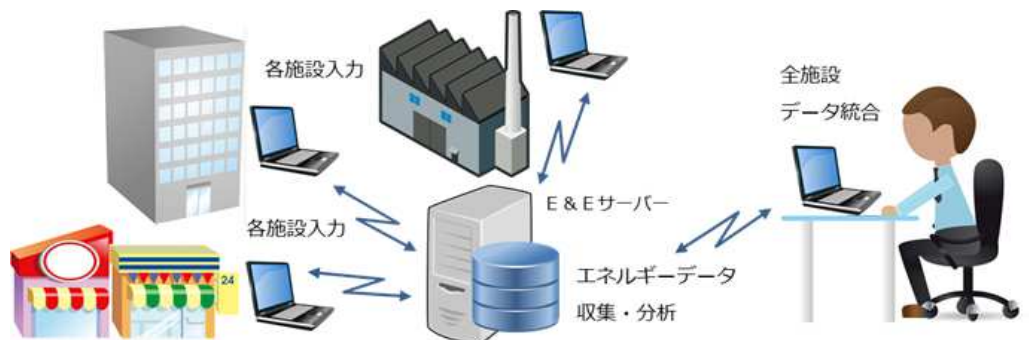 各施設入力
全施設
データ統合
E＆Eサーバー
各施設入力
エネルギーデータ
収集・分析
24